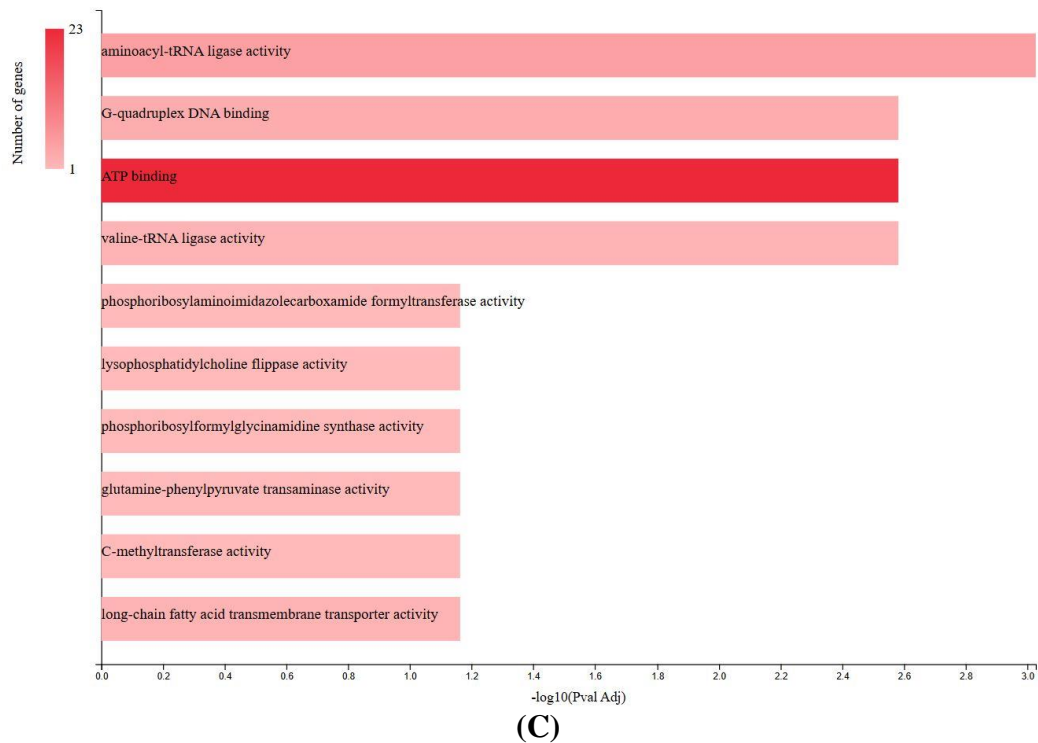 23
Number of genes
1
aminoacyl-tRNA ligase activity
G-quadruplex DNA binding
ATP binding
valine-tRNA ligase activity
phosphoribosylaminoimidazolecarboxamide formyltransferase activity
lysophosphatidylcholine flippase activity
phosphoribosylformylglycinamidine synthase activity
glutamine-phenylpyruvate transaminase activity
C-methyltransferase activity
long-chain fatty acid transmembrane transporter activity
0.0 0.2 0.4 0.6 0.8 1.0 1.2 1.4 1.6 1.8 2.0 2.2 2.4 2.6 2.8 3.0
-log10(Pval Adj)
(C)